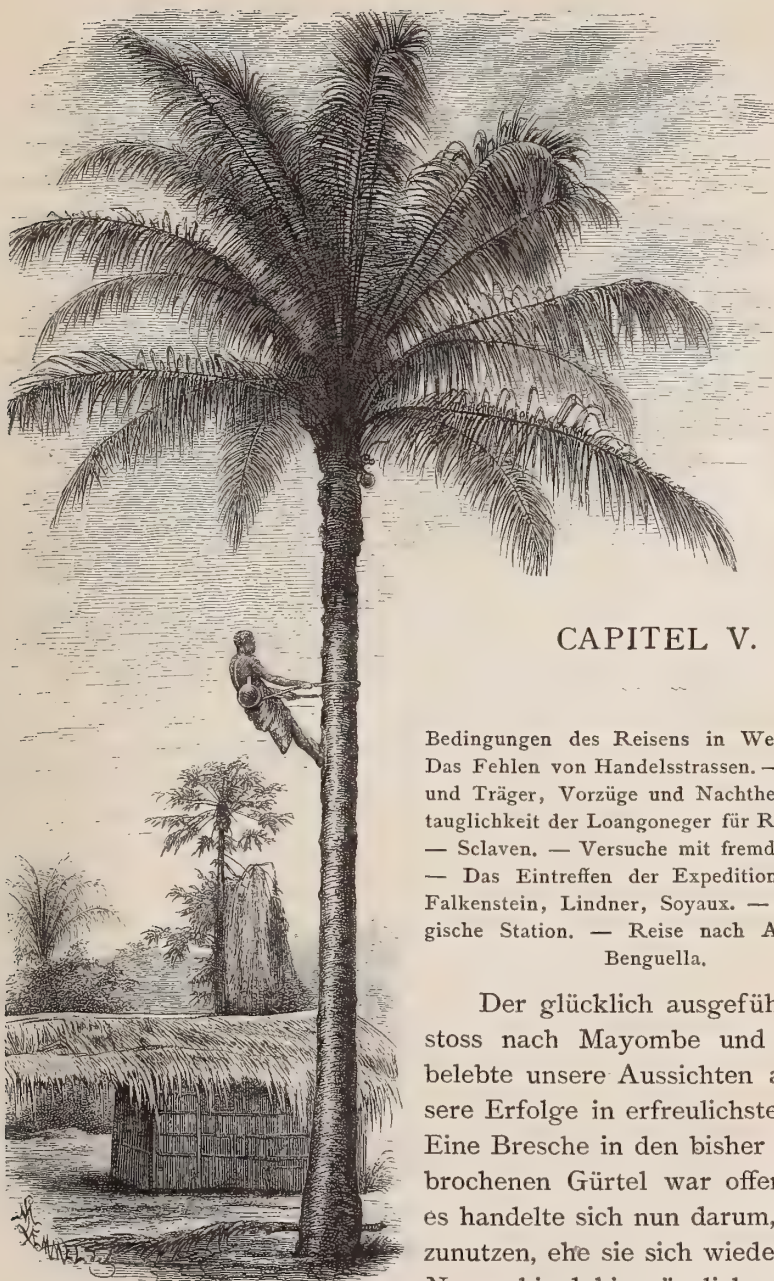 CAPITEL V.
Bedingungen des Reisens in We
Das Fehlen von Handelsstrassen. —
und Träger, Vorzüge und Nachthe
tauglichkeit der Loangoneger für R
— Sclaven. — Versuche mit fremd
— Das Eintreffen der Expedition
Falkenstein, Lindner, Soyaux. —
gische Station. — Reise nach A
Benguella.
Der glücklich ausgefüh
stoss nach Mayombe und
belebte unsere Aussichten a
sere Erfolge in erfreulichste
Eine Bresche in den bisher
brochenen Gürtel war offen
es handelte sich nun darum,
zunutzen, ehe sie sich wiede